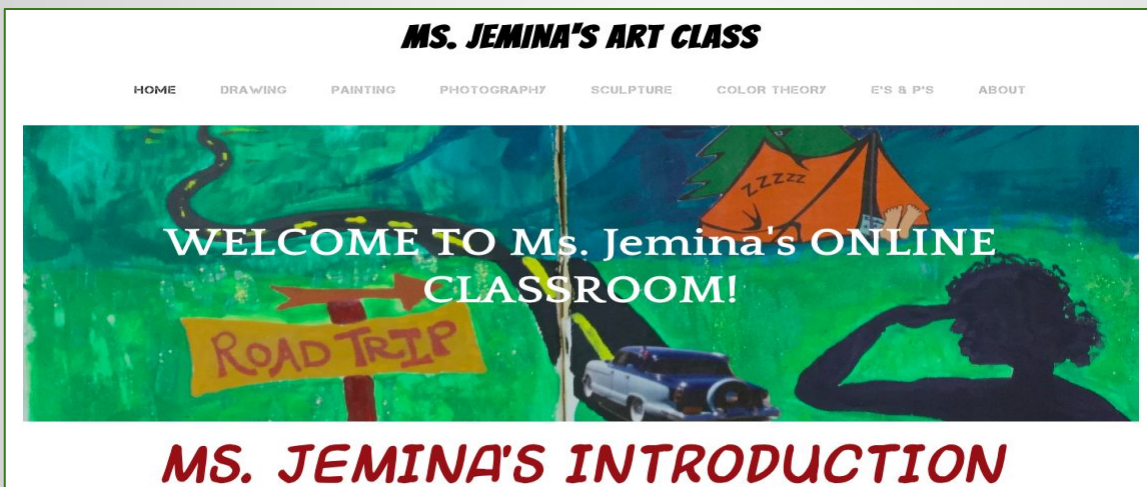 MS. JEMINA'S ART CLASS
HOME DRAWING PAINTING PHOTOGRAPHY SCULPTURE COLOR THEORY E'S & P'S ABOUT
ZZZZZ
WELCOME TO Ms. Jemina's ONLINE
CLASSROOM!
ROAD TRIP
MS. JEMINA'S INTRODUCTION